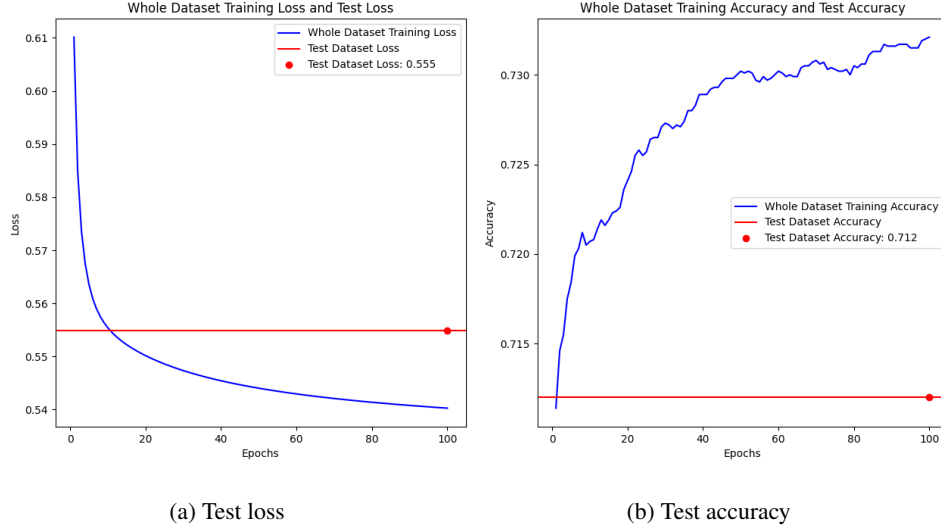 Whole Dataset Training Loss and Test Loss
Whole Dataset Training Loss
Test Dataset Loss
Test Dataset Loss: 0.555
0.61
0.60
0.59
0.58
0.57
0.56
0.55
0.54
Loss
0 20 40 60 80 100
Epochs
(a) Test loss
Whole Dataset Training Accuracy and Test Accuracy
0.730
0.725
0.720
0.715
Accuracy
Whole Dataset Training Accuracy
Test Dataset Accuracy
Test Dataset Accuracy: 0.712
0 20 40 60 80 100
Epochs
(b) Test accuracy